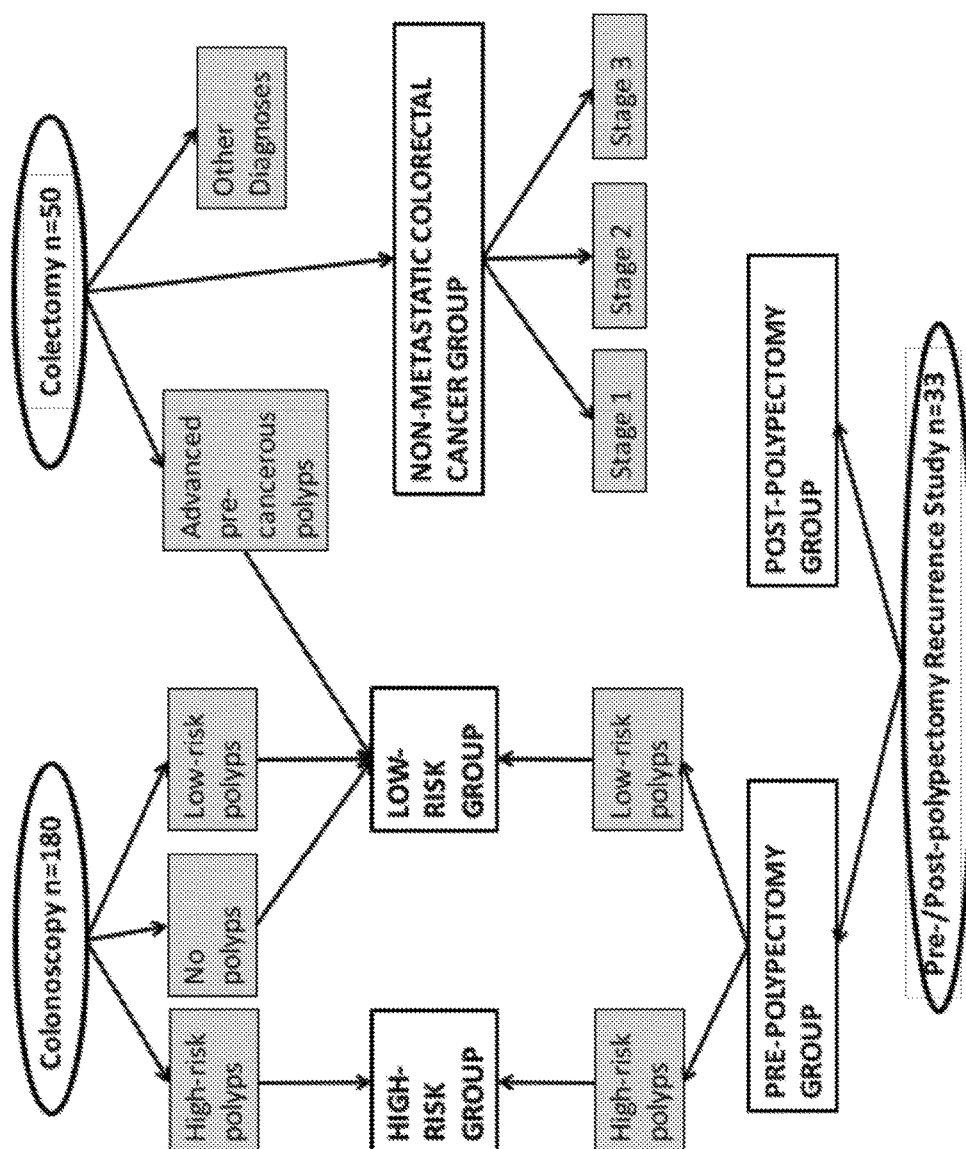 Colonoscopy n=180
High-risk
polyps
No
polyps
Low-risk
polyps
HIGH-
RISK
GROUP
LOW-
RISK
GROUP
High-risk
polyps
Low-risk
polyps
PRE-POLYPECTOMY
GROUP
Colectomy n=50
Advanced
pre-
cancerous
polyps
Other
Diagnoses
NON-METASTATIC COLORECTAL
CANCER GROUP
Stage 1
Stage 2
Stage 3
POST-POLYPECTOMY
GROUP
Pre-/Post-polypectomy Recurrence Study n=33